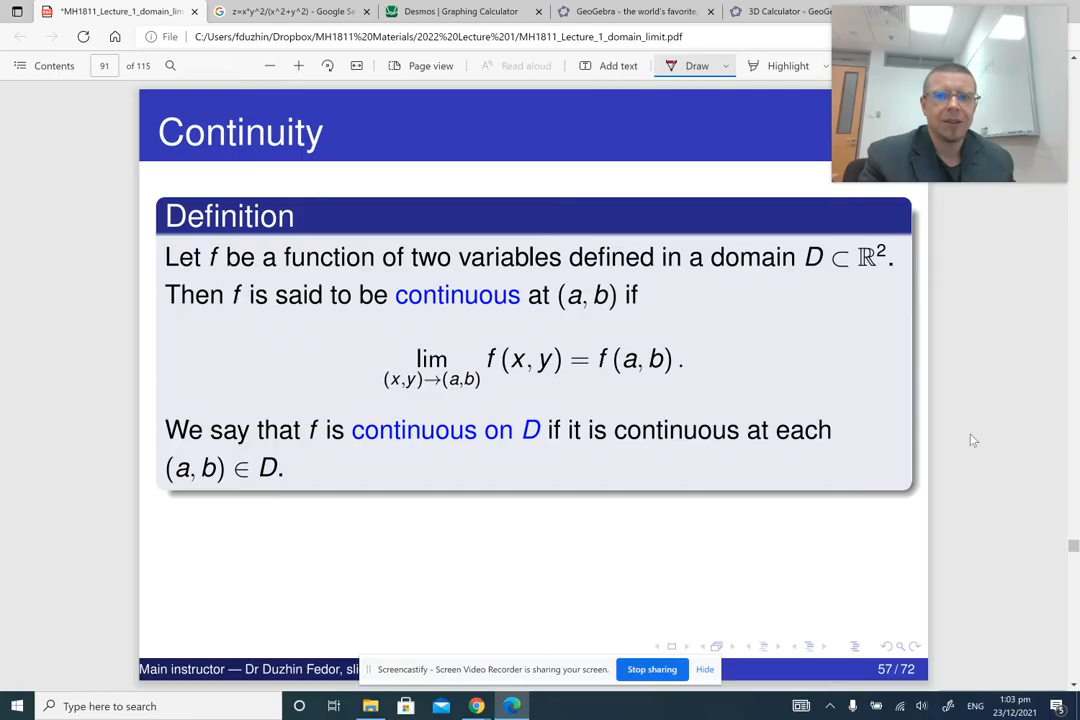 *MH1811_Lecture_1_domain_lim
z=x*y^2/(x^2+y^2) - Google Se
Desmos | Graphing Calculator
GeoGebra - the world's favorite,
3D Calculator - GeoGe
File
C:/Users/fduzhin/Dropbox/MH1811%20Materials/2022%20Lecture%201/MH1811_Lecture_1_domain_limit.pdf
Contents
91
of 115
Page view
Read aloud
Add text
Draw
Highlight
Continuity
Definition
Let f be a function of two variables defined in a domain D ⊂ ℝ².
Then f is said to be continuous at (a, b) if
lim f (x, y) = f (a, b) .
(x,y)→(a,b)
We say that f is continuous on D if it is continuous at each
(a, b) ∈ D.
Main instructor — Dr Duzhin Fedor, sli
57 / 72
Screencastify - Screen Video Recorder is sharing your screen.
Stop sharing
Hide
Type here to search
ENG
1:03 pm
23/12/2021
5